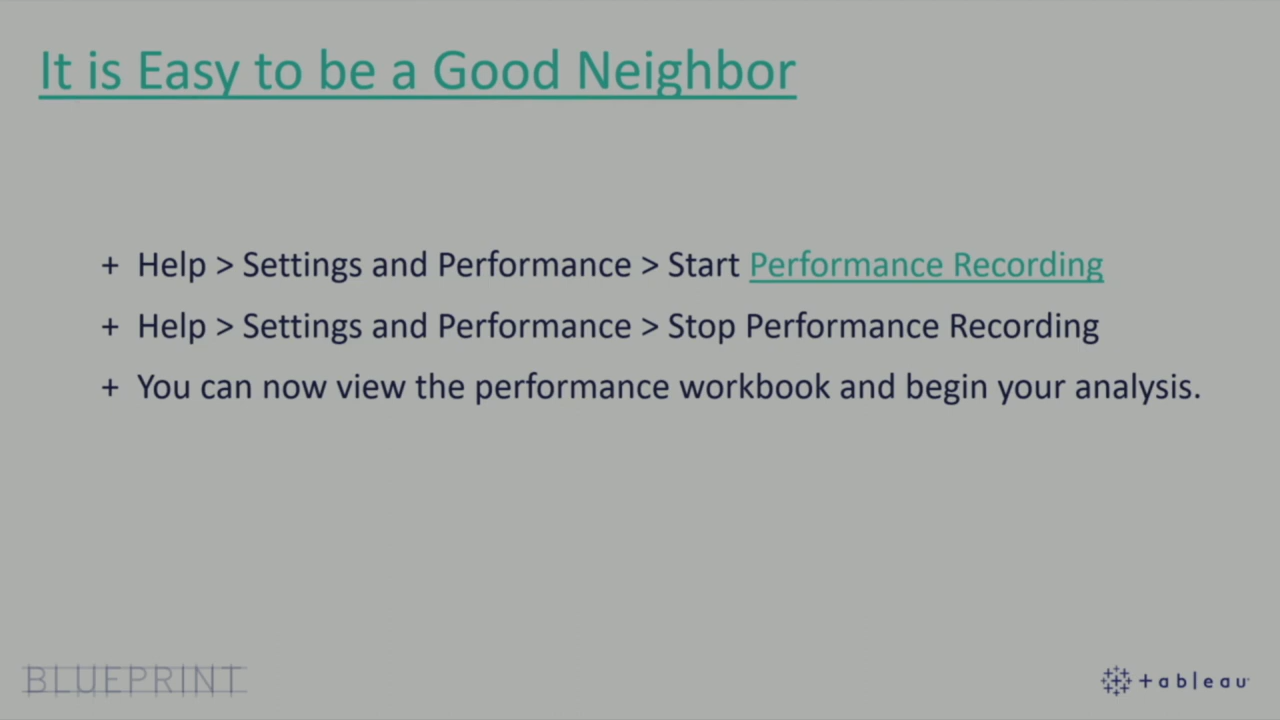 It is Easy to be a Good Neighbor
+ Help > Settings and Performance > Start Performance Recording
+ Help > Settings and Performance > Stop Performance Recording
+ You can now view the performance workbook and begin your analysis.
BLUEPRINT
+ableau